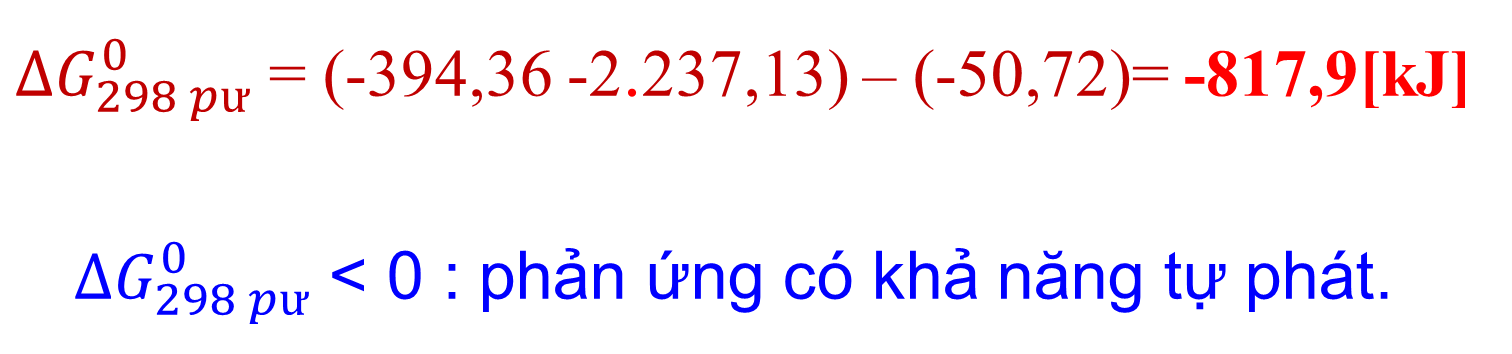 ΔG⁰₂₉₈ ₚư = (-394,36 -2.237,13) – (-50,72)= -817,9[kJ]
ΔG⁰₂₉₈ ₚư < 0 : phản ứng có khả năng tự phát.